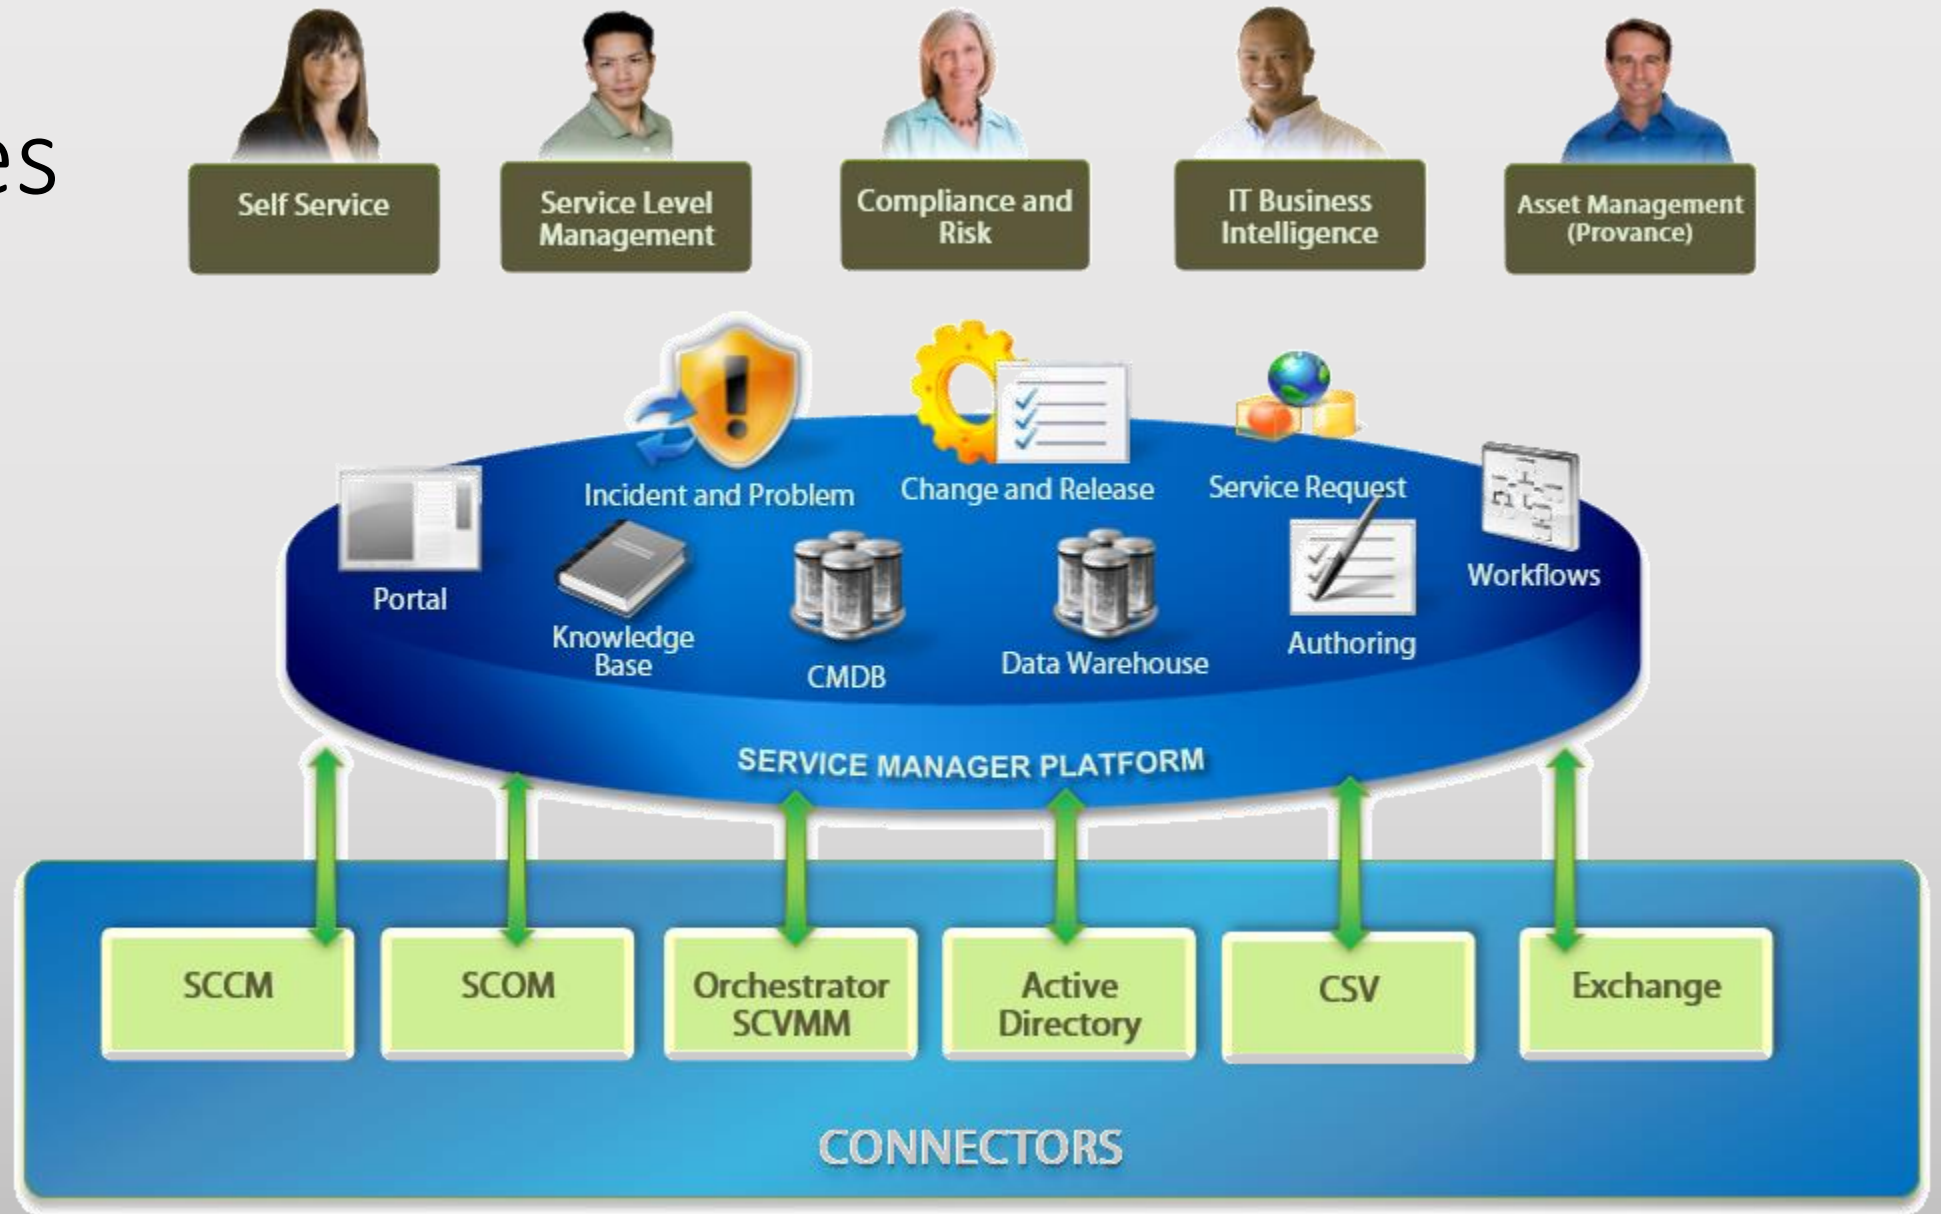 es
Self Service
Service Level
Management
Compliance and
Risk
IT Business
Intelligence
Asset Management
(Provance)
Incident and Problem
Change and Release
Service Request
Portal
Knowledge
Base
CMDB
Data Warehouse
Authoring
Workflows
SERVICE MANAGER PLATFORM
SCCM
SCOM
Orchestrator
SCVMM
Active
Directory
CSV
Exchange
CONNECTORS